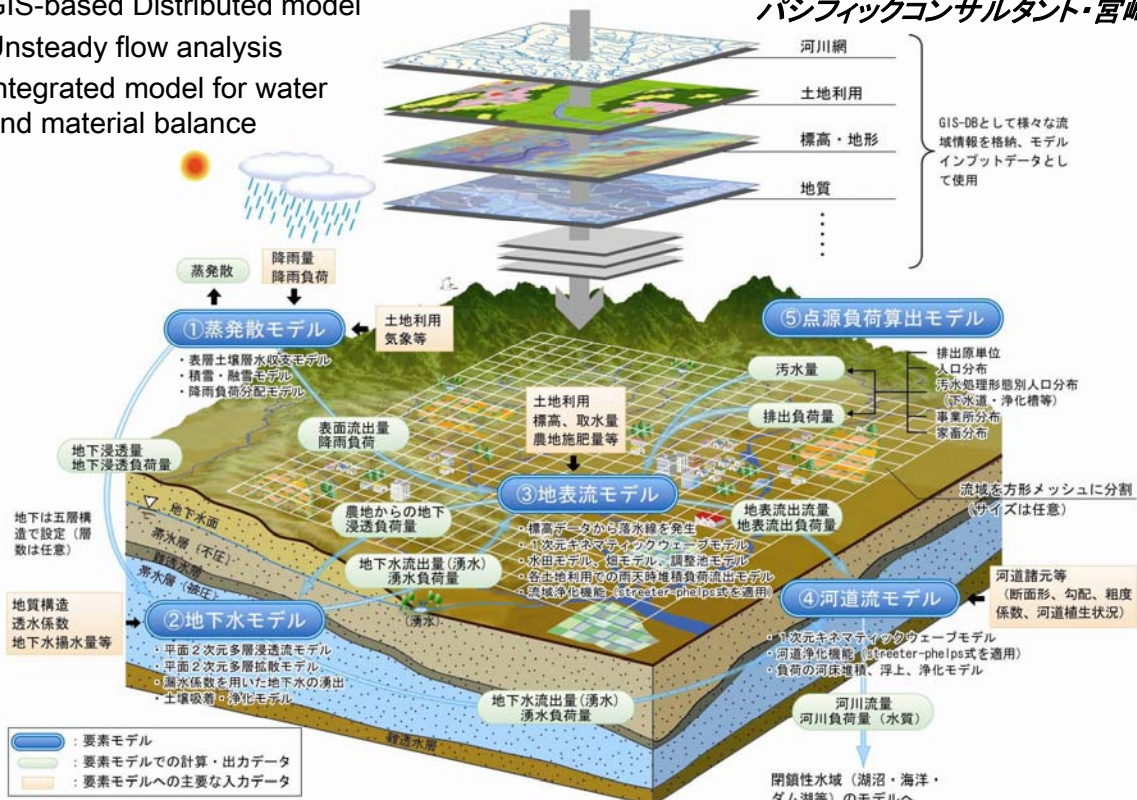 GIS-based Distributed model
Unsteady flow analysis
ntegrated model for water
nd material balance
パシフィックコンサルタント・宮崎
河川網
土地利用
標高・地形
地質
GIS-DBとして様々な流
域情報を格納、モデル
インプットデータとし
て使用
蒸発散
降雨量
降雨負荷
①蒸発散モデル
土地利用
気象等
・表層土壌層水収支モデル
・積雪・融雪モデル
・降雨負荷分配モデル
⑤点源負荷算出モデル
汚水量
排出負荷量
排出原単位
人口分布
汚水処理形態別人口分布
(下水道・浄化槽等)
事業所分布
家畜分布
土地利用
標高、取水量
農地施肥量等
表面流出量
降雨負荷
地下浸透量
地下浸透負荷量
③地表流モデル
流域を方形メッシュに分割
(サイズは任意)
農地からの地下
浸透負荷量
地表流出流量
地表流出負荷量
・標高データから落水線を発生
・1次元キネマティックウェーブモデル
・水田モデル、畑モデル、調整池モデル
・各土地利用での雨天時堆積負荷流出モデル
・流域浄化機能(streeter-phelps式を適用)
地下は五層構
造で設定(層
数は任意)
地下水面
帯水層(不圧)
難透水層
帯水層(被圧)
地下水流出量(湧水)
湧水負荷量
(湧水)
地質構造
透水係数
地下水揚水量等
②地下水モデル
・平面2次元多層浸透流モデル
・平面2次元多層拡散モデル
・漏水係数を用いた地下水の湧出
・土壌吸着・浄化モデル
④河道流モデル
河道諸元等
(断面形、勾配、粗度
係数、河道植生状況)
・1次元キネマティックウェーブモデル
・河道浄化機能(streeter-phelps式を適用)
・負荷の河床堆積、浮上、浄化モデル
地下水流出量(湧水)
湧水負荷量
河川流量
河川負荷量(水質)
難透水層
:要素モデル
:要素モデルでの計算・出力データ
:要素モデルへの主要な入力データ
閉鎖性水域(湖沼・海洋・
ダム湖等)のモデルへ